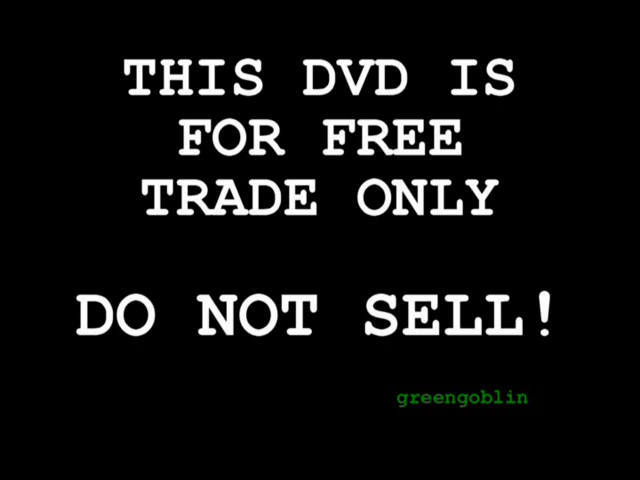 THIS DVD IS
FOR FREE
TRADE ONLY
DO NOT SELL!
greengoblin